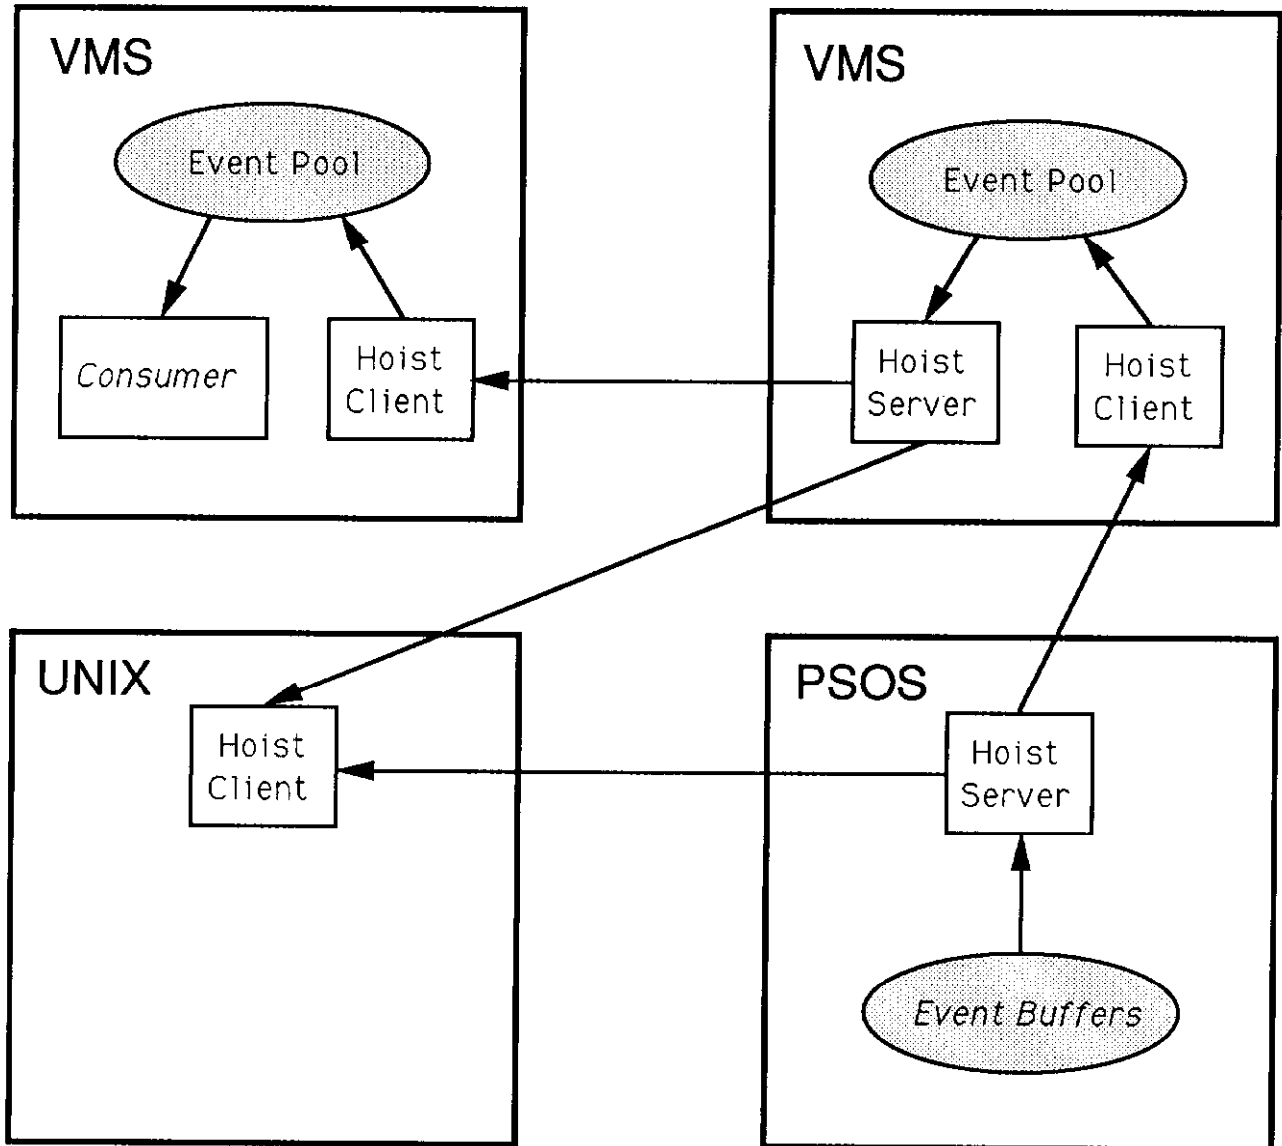 VMS
Event Pool
Consumer
Hoist
Client
VMS
Event Pool
Hoist
Server
Hoist
Client
UNIX
Hoist
Client
PSOS
Hoist
Server
Event Buffers